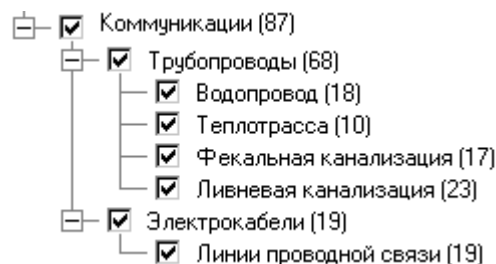 Коммуникации (87)
Трубопроводы (68)
Водопровод (18)
Теплотрасса (10)
Фекальная канализация (17)
Ливневая канализация (23)
Электрокабели (19)
Линии проводной связи (19)